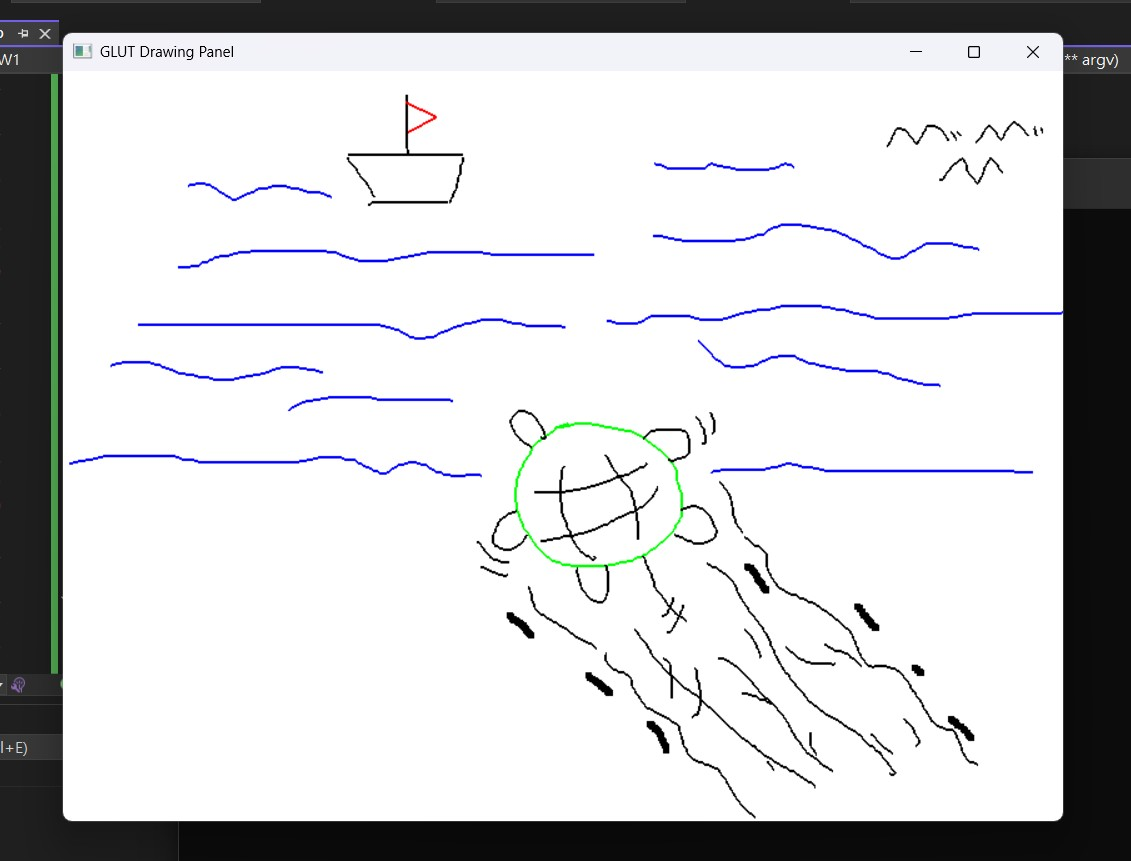 GLUT Drawing Panel
W1
** argv)
l+E)